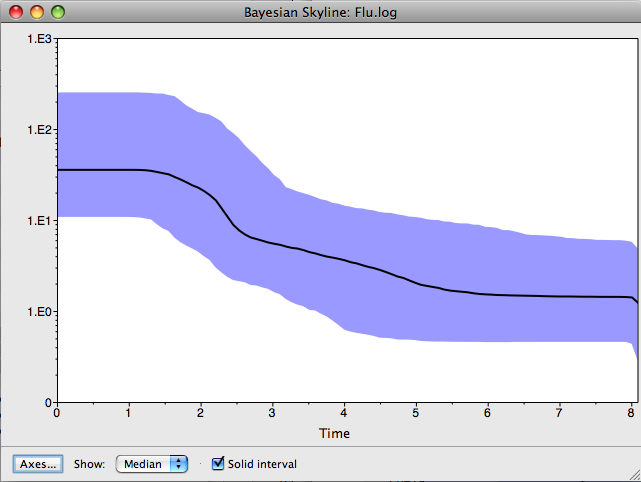 Bayesian Skyline: Flu.log
1.E3
1.E2
1.E1
1.E0
0
0 1 2 3 4 5 6 7 8
Time
Axes... Show: Median Solid interval